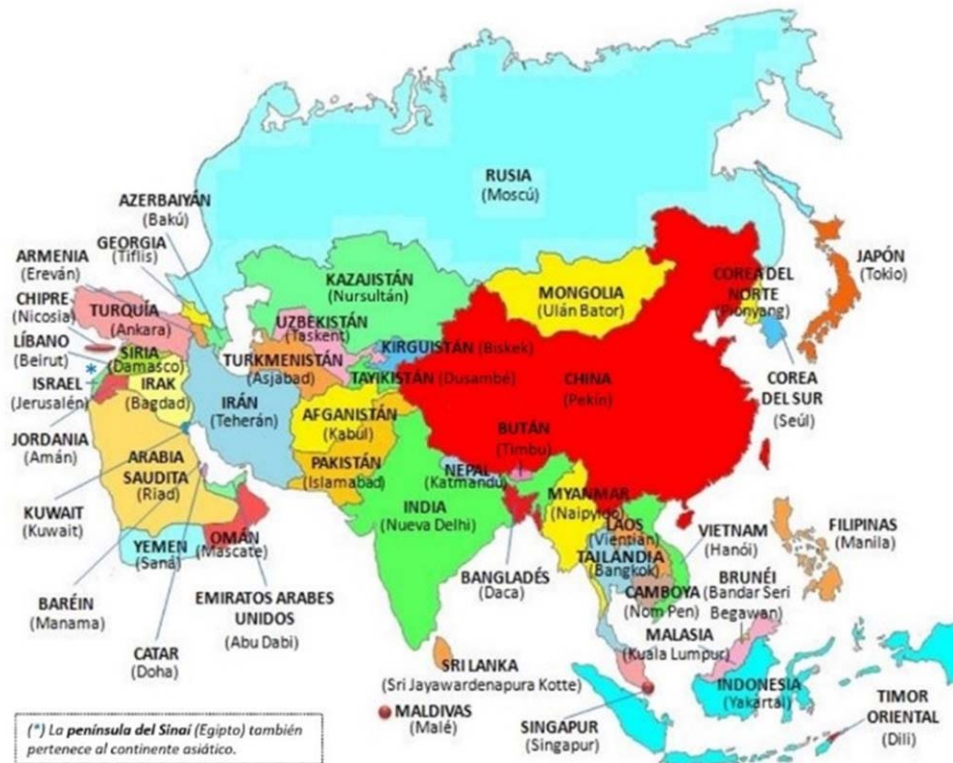 RUSIA
(Moscú)
AZERBAIYÁN
(Bakú)
GEORGIA
(Tiflis)
ARMENIA
(Ereván)
CHIPRE
(Nicosia)
TURQUÍA
(Ankara)
LÍBANO
(Beirut)
SIRIA
(Damasco)
*
ISRAEL
(Jerusalén)
IRAK
(Bagdad)
JORDANIA
(Amán)
KAZAJISTÁN
(Nursultán)
UZBEKISTÁN
(Taskent)
TURKMENISTÁN
(Asjabad)
KIRGUISTÁN (Biskek)
TAYIKISTÁN (Dusambé)
MONGOLIA
(Ulán Bator)
COREA DEL
NORTE
(Pionyang)
JAPÓN
(Tokio)
COREA
DEL SUR
(Seúl)
CHINA
(Pekín)
IRÁN
(Teherán)
AFGANISTÁN
(Kabúl)
PAKISTÁN
(Islamabad)
BUTÁN
(Timbu)
NEPAL
(Katmandú)
INDIA
(Nueva Delhi)
ARABIA
SAUDITA
(Riad)
KUWAIT
(Kuwait)
YEMEN
(Saná)
OMÁN
(Mascate)
BARÉIN
(Manama)
EMIRATOS ARABES
UNIDOS
(Abu Dabi)
CATAR
(Doha)
MYANMAR
(Naipyido)
LAOS
(Vientián)
TAILANDIA
(Bangkok)
VIETNAM
(Hanói)
FILIPINAS
(Manila)
BANGLADÉS
(Daca)
CAMBOYA
(Nom Pen)
BRUNÉI
(Bandar Seri
Begawan)
MALASIA
(Kuala Lumpur)
SRI LANKA
(Sri Jayawardenapura Kotte)
MALDIVAS
(Malé)
SINGAPUR
(Singapur)
INDONESIA
(Yakarta)
TIMOR
ORIENTAL
(Dili)
(*) La península del Sinaí (Egipto) también
pertenece al continente asiático.